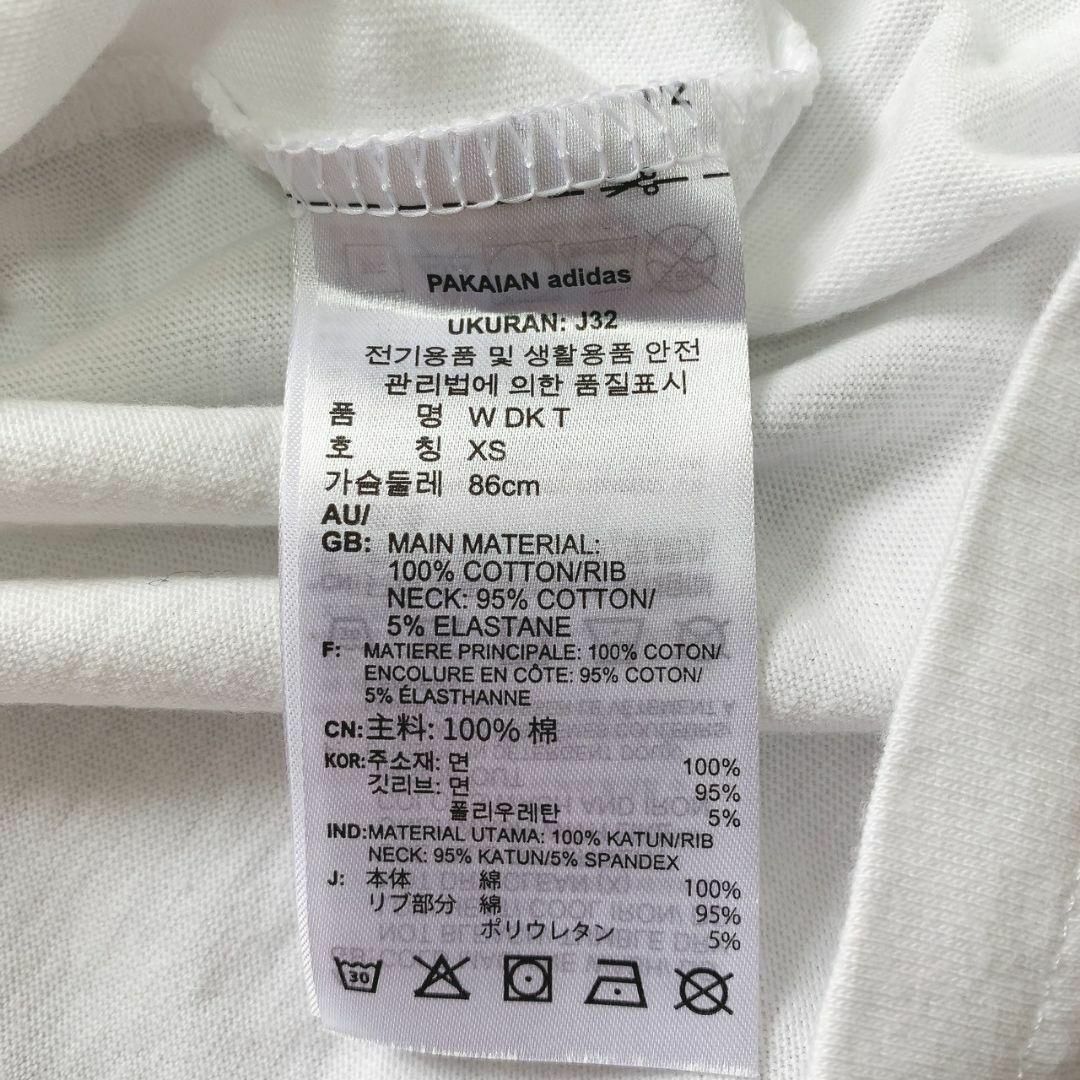 PAKAIAN adidas
UKURAN: J32
전기용품 및 생활용품 안전
관리법에 의한 품질표시
품 명 W DK T
호 칭 XS
가슴둘레 86cm
AU/
GB: MAIN MATERIAL:
100% COTTON/RIB
NECK: 95% COTTON/
5% ELASTANE
F: MATIERE PRINCIPALE: 100% COTON/
ENCOLURE EN CÔTE: 95% COTON/
5% ÉLASTHANNE
CN:主料: 100% 棉
KOR:주소재: 면 100%
깃리브: 면 95%
폴리우레탄 5%
IND:MATERIAL UTAMA: 100% KATUN/RIB
NECK: 95% KATUN/5% SPANDEX
J: 本体 綿 100%
リブ部分 綿 95%
ポリウレタン 5%
30